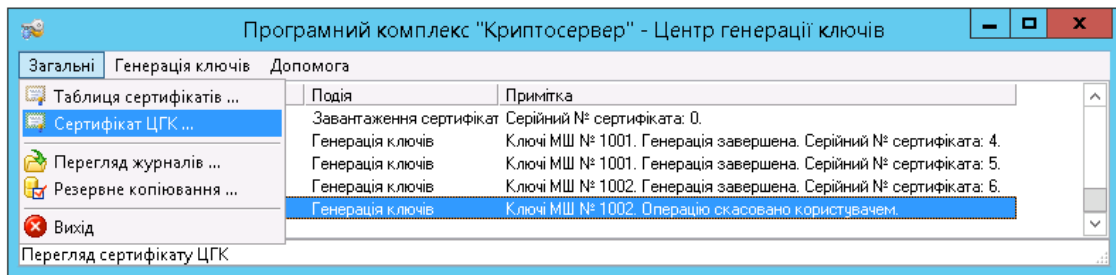 Програмний комплекс "Криптосервер" - Центр генерації ключів
Загальні Генерація ключів Допомога
Таблиця сертифікатів ... Подія Примітка
Сертифікат ЦГК ... Завантаження сертифікат Серійний № сертифіката: 0.
Генерація ключів Ключі МШ № 1001. Генерація завершена. Серійний № сертифіката: 4.
Перегляд журналів ... Генерація ключів Ключі МШ № 1001. Генерація завершена. Серійний № сертифіката: 5.
Резервне копіювання ... Генерація ключів Ключі МШ № 1002. Генерація завершена. Серійний № сертифіката: 6.
Вихід Генерація ключів Ключі МШ № 1002. Операцію скасовано користувачем.
Перегляд сертифікату ЦГК